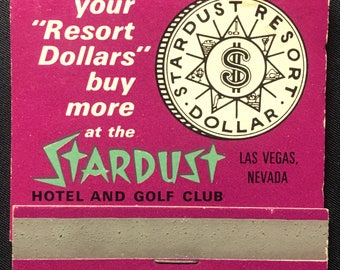 your
"Resort
Dollars"
buy
more
at the
STARDUST
HOTEL AND GOLF CLUB
LAS VEGAS,
NEVADA
STARDUST RESORT
· DOLLAR ·
$